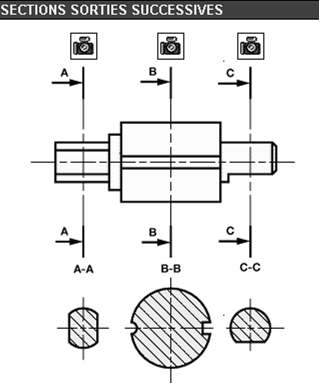 SECTIONS SORTIES SUCCESSIVES
A B C
A B C
A-A B-B C-C